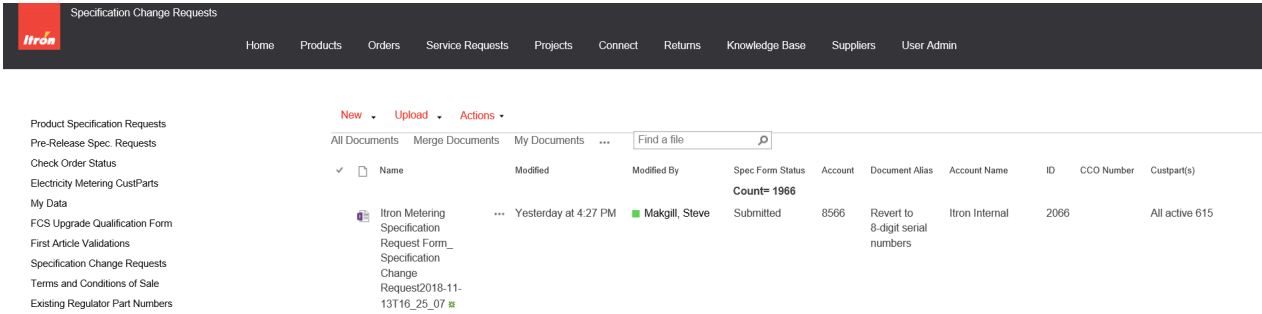 Specification Change Requests
Itrón
Home Products Orders Service Requests Projects Connect Returns Knowledge Base Suppliers User Admin
Product Specification Requests
Pre-Release Spec. Requests
Check Order Status
Electricity Metering CustParts
My Data
FCS Upgrade Qualification Form
First Article Validations
Specification Change Requests
Terms and Conditions of Sale
Existing Regulator Part Numbers
New Upload Actions
All Documents Merge Documents My Documents ... Find a file
Name Modified Modified By Spec Form Status Account Document Alias Account Name ID CCO Number Custpart(s)
Count= 1966
Itron Metering ... Yesterday at 4:27 PM Makgill, Steve Submitted 8566 Revert to Itron Internal 2066 All active 615
Specification 8-digit serial
Request Form_ numbers
Specification
Change
Request2018-11-
13T16_25_07